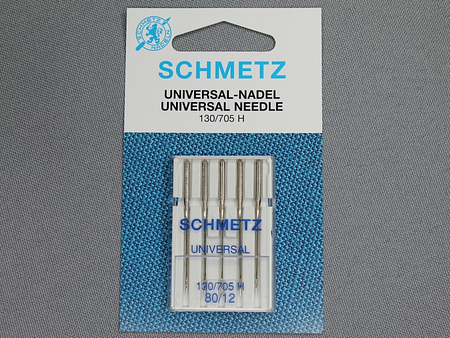 SCHMETZ
UNIVERSAL-NADEL
UNIVERSAL NEEDLE
130/705 H
SCHMETZ
UNIVERSAL
130/705 H
80/12